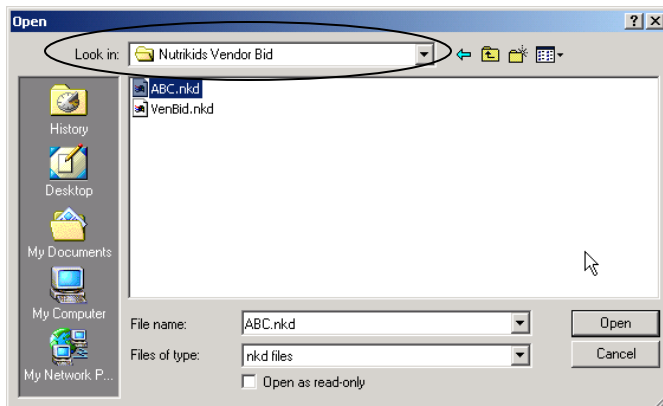 Open
Look in: Nutrikids Vendor Bid
ABC.nkd
VenBid.nkd
History
Desktop
My Documents
My Computer
My Network P...
File name: ABC.nkd Open
Files of type: nkd files Cancel
Open as read-only